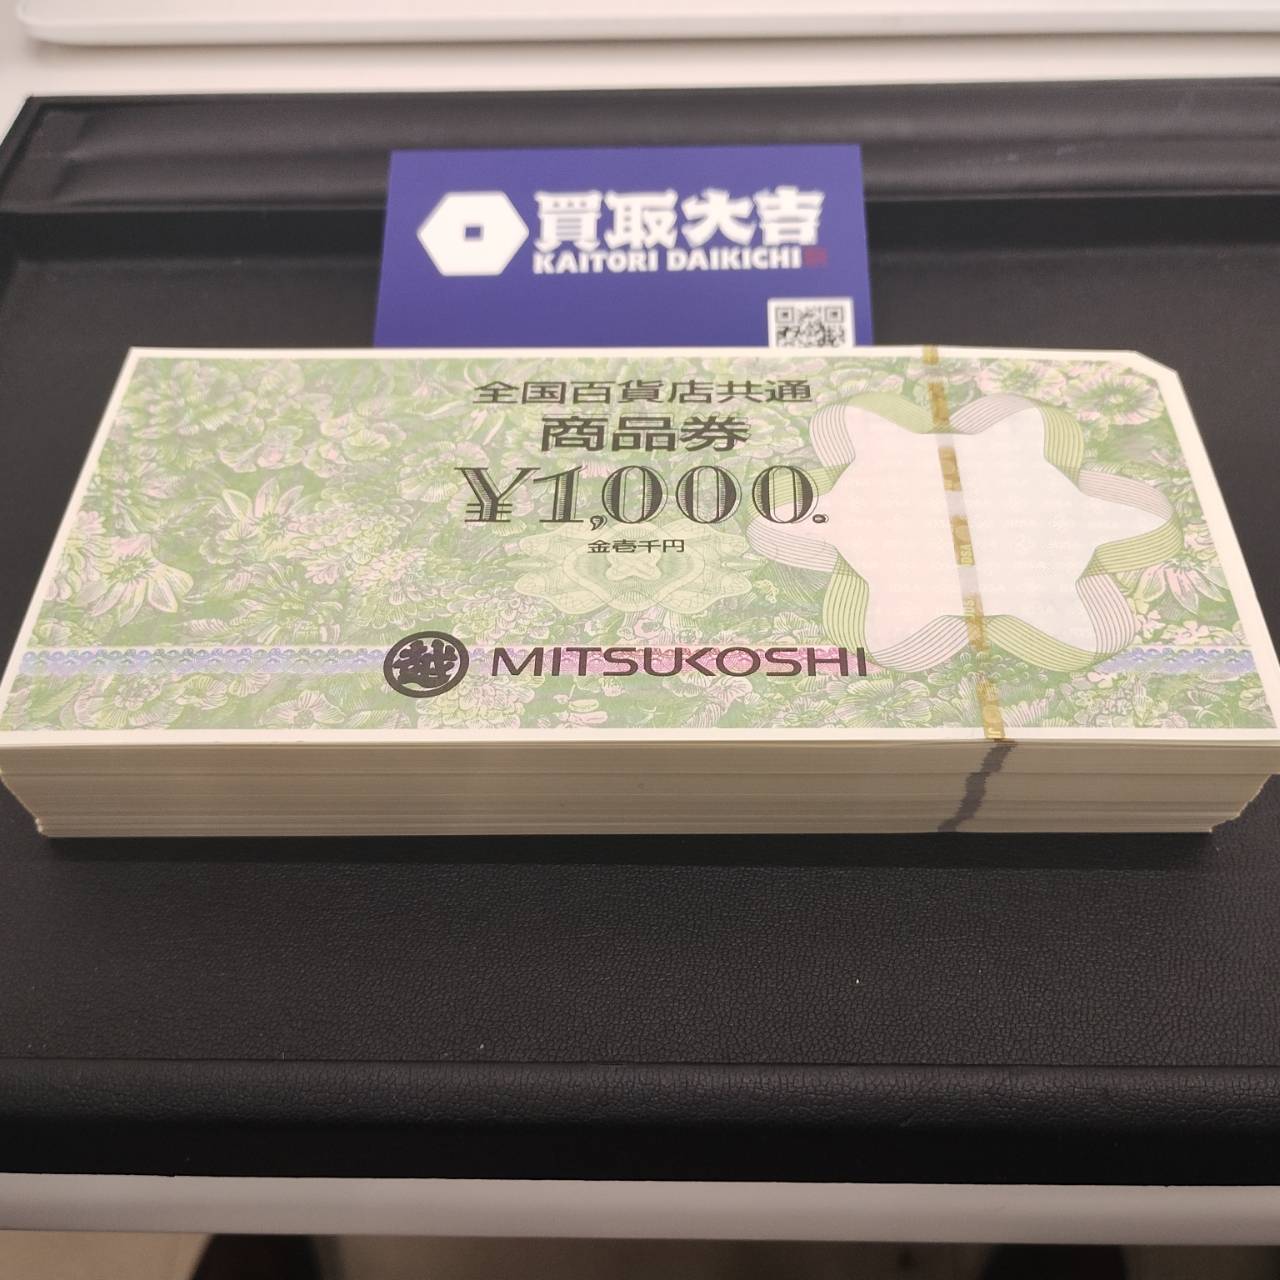 買取大吉
KAITORI DAIKICHI
全国百貨店共通
商品券
¥1,000.
金壱千円
越 MITSUKOSHI